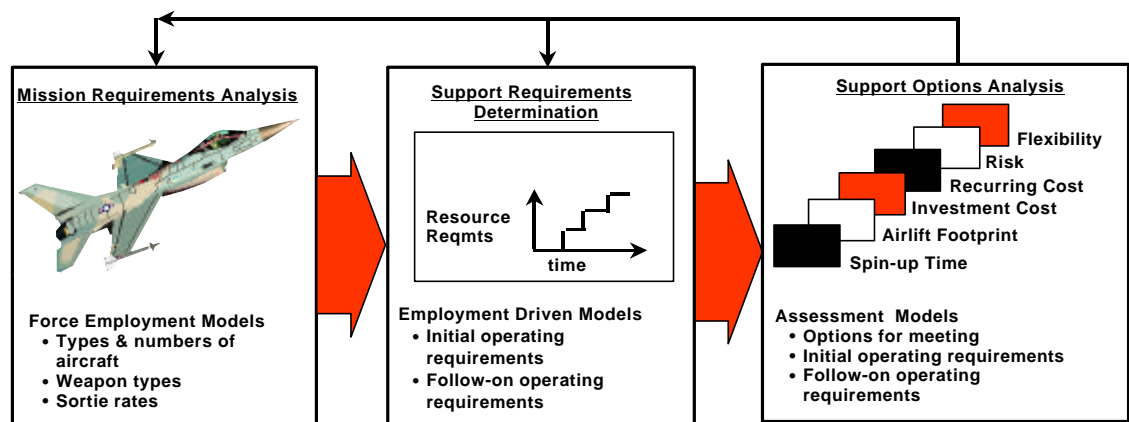 Mission Requirements Analysis
Force Employment Models
• Types & numbers of
aircraft
• Weapon types
• Sortie rates
Support Requirements
Determination
Resource
Reqmts
time
Employment Driven Models
• Initial operating
requirements
• Follow-on operating
requirements
Support Options Analysis
Flexibility
Risk
Recurring Cost
Investment Cost
Airlift Footprint
Spin-up Time
Assessment Models
• Options for meeting
• Initial operating requirements
• Follow-on operating
requirements